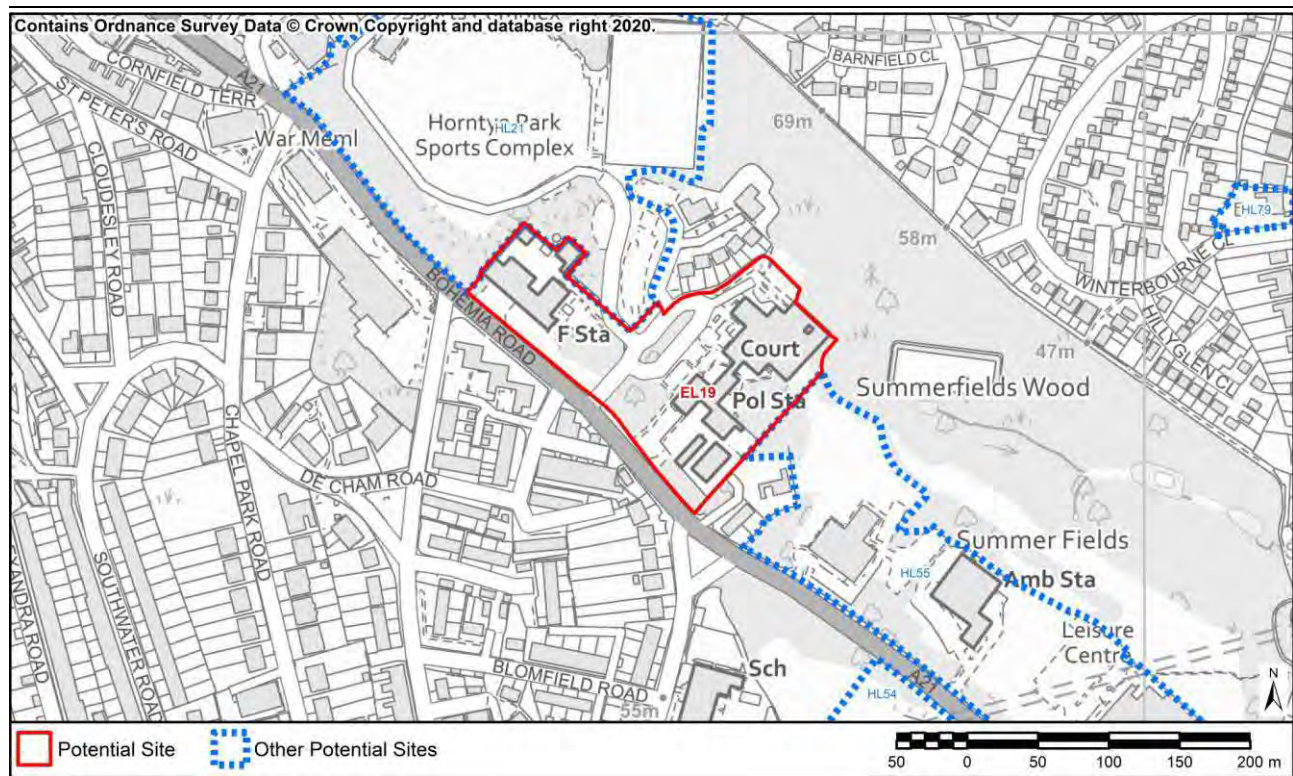 Contains Ordnance Survey Data © Crown Copyright and database right 2020.
CORNFIELD TERR
A21
ST PETER'S ROAD
War Meml
CLOUDESLEY ROAD
Horntye Park
HL21
Sports Complex
BARNFIELD CL
69m
58m
HL79
WINTERBOURNE CL
HILLYGLEN CL
47m
BOHEMIA ROAD
F Sta
Court
EL19
Pol Sta
Summerfields Wood
CHAPEL PARK ROAD
DE CHAM ROAD
SOUTHWATER ROAD
EXANDRA ROAD
Summer Fields
HL55
Amb Sta
Leisure
Centre
BLOMFIELD ROAD
55m
Sch
HL54
A21
N
Potential Site
Other Potential Sites
50 0 50 100 150 200 m